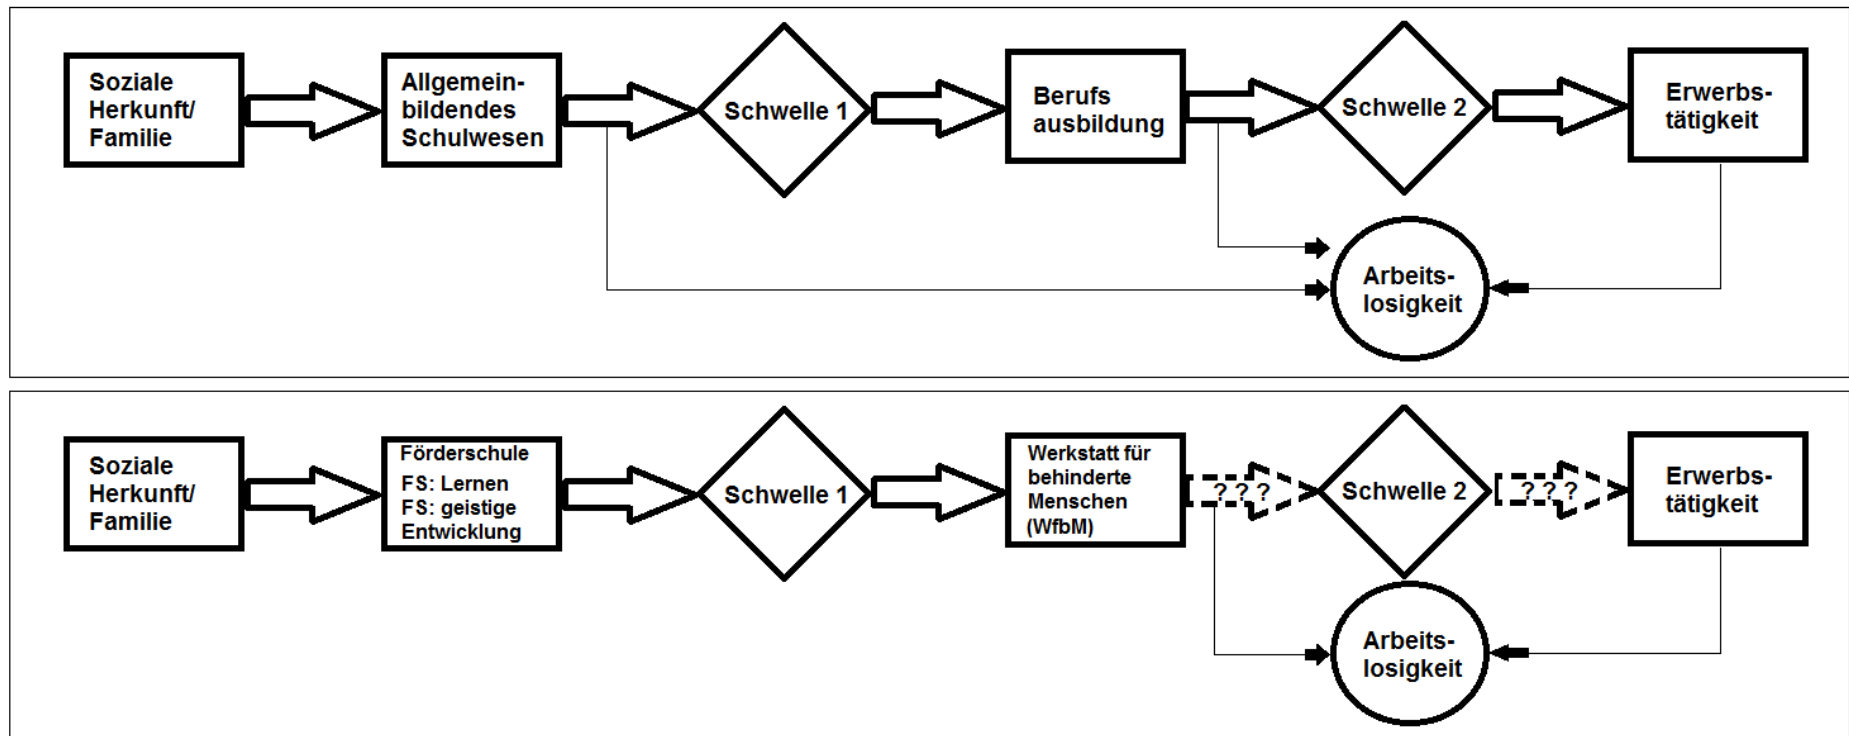 Soziale
Herkunft/
Familie
Allgemein-
bildendes
Schulwesen
Schwelle 1
Berufs
ausbildung
Schwelle 2
Erwerbs-
tätigkeit
Arbeits-
losigkeit
Soziale
Herkunft/
Familie
Förderschule
FS: Lernen
FS: geistige
Entwicklung
Schwelle 1
Werkstatt für
behinderte
Menschen
(WfbM)
? ? ?
Schwelle 2
? ? ?
Erwerbs-
tätigkeit
Arbeits-
losigkeit